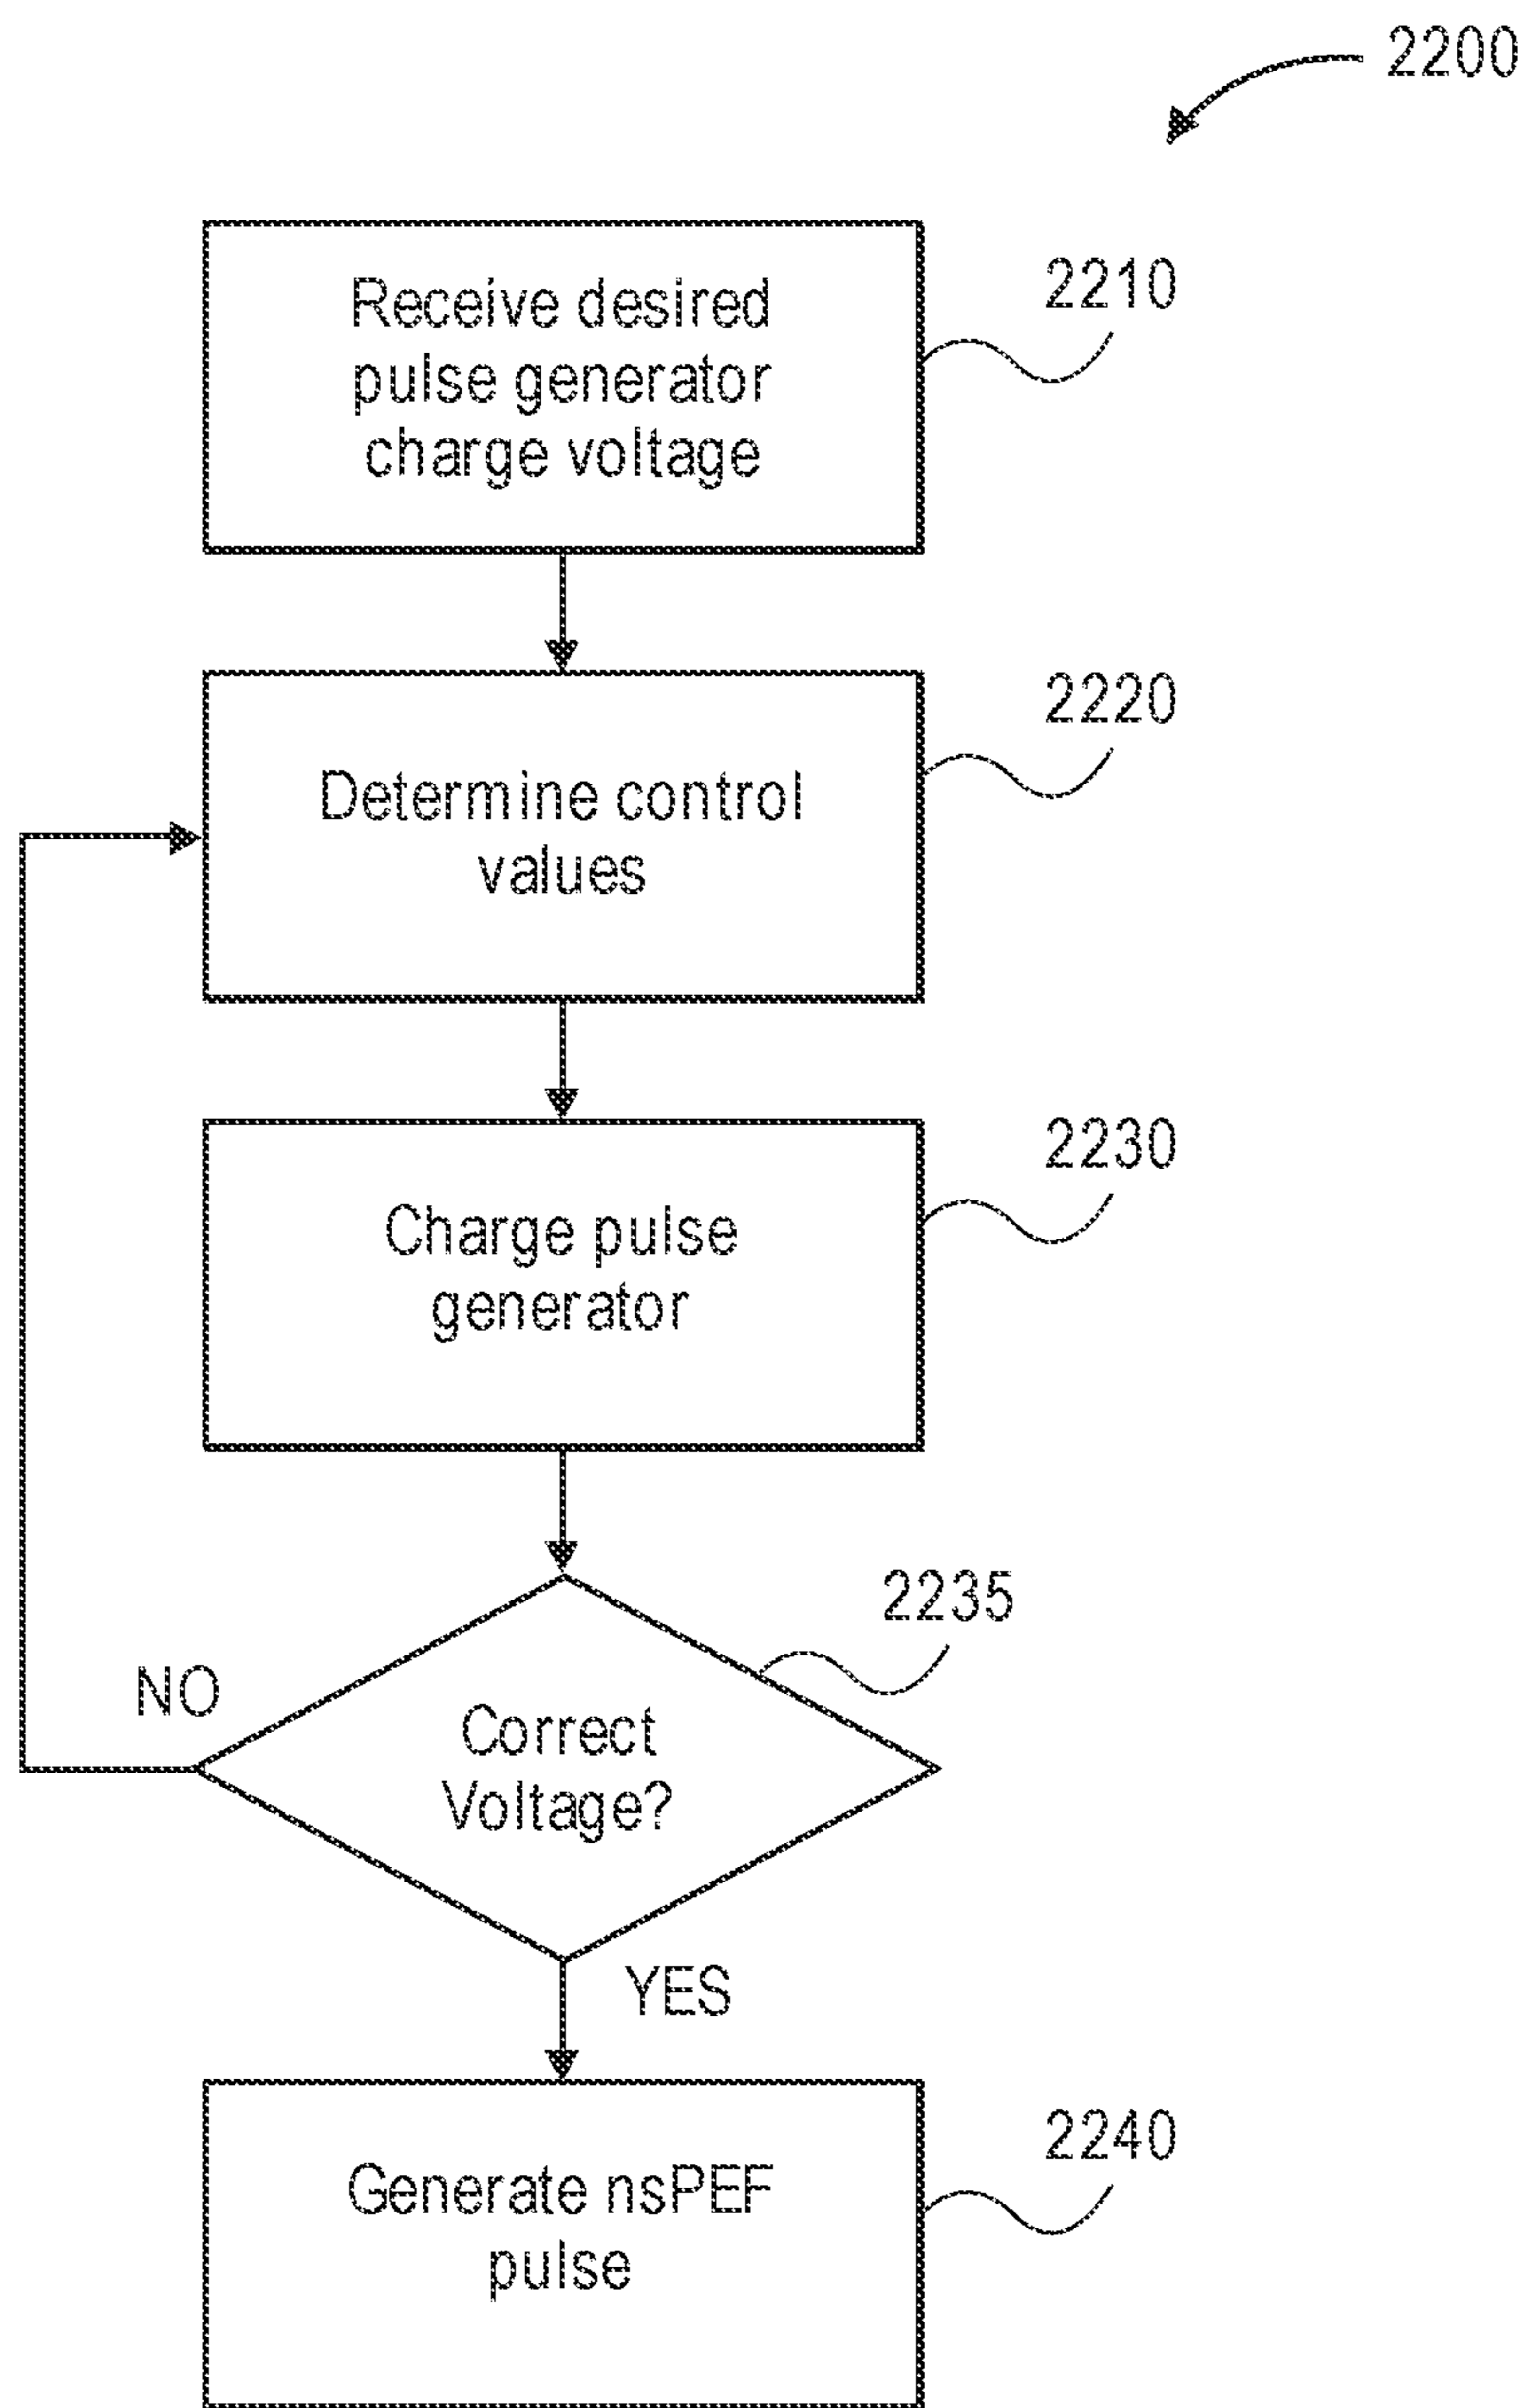 2200
Receive desired
pulse generator
charge voltage
2210
Determine control
values
2220
Charge pulse
generator
2230
Correct
Voltage?
2235
NO
YES
Generate nsPEF
pulse
2240